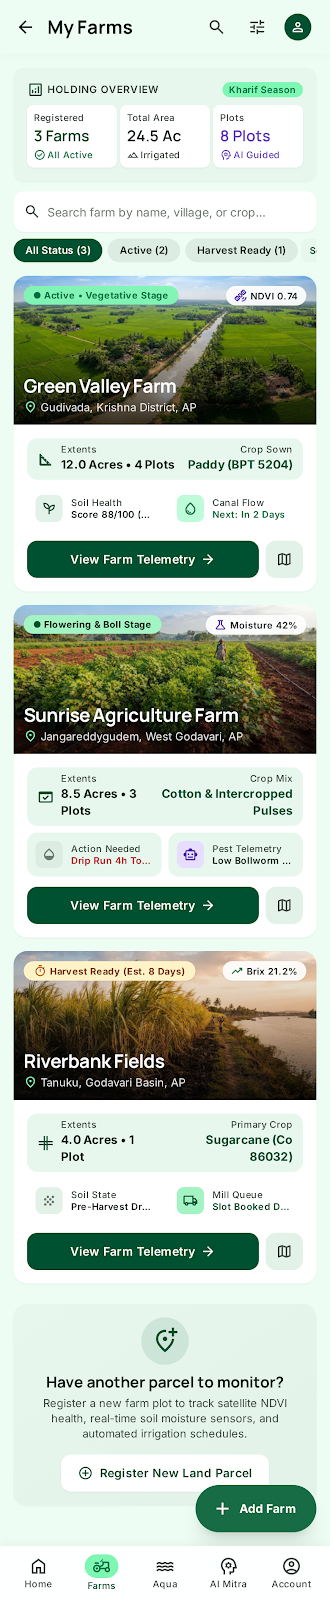 My Farms
HOLDING OVERVIEW
Kharif Season
Registered
3 Farms
All Active
Total Area
24.5 Ac
Irrigated
Plots
8 Plots
AI Guided
Search farm by name, village, or crop...
All Status (3)
Active (2)
Harvest Ready (1)
Active • Vegetative Stage
NDVI 0.74
Green Valley Farm
Gudivada, Krishna District, AP
Extents
12.0 Acres • 4 Plots
Crop Sown
Paddy (BPT 5204)
Soil Health
Score 88/100 (...
Canal Flow
Next: In 2 Days
View Farm Telemetry
Flowering & Boll Stage
Moisture 42%
Sunrise Agriculture Farm
Jangareddygudem, West Godavari, AP
Extents
8.5 Acres • 3
Plots
Crop Mix
Cotton & Intercropped
Pulses
Action Needed
Drip Run 4h To...
Pest Telemetry
Low Bollworm ...
View Farm Telemetry
Harvest Ready (Est. 8 Days)
Brix 21.2%
Riverbank Fields
Tanuku, Godavari Basin, AP
Extents
4.0 Acres • 1
Plot
Primary Crop
Sugarcane (Co
86032)
Soil State
Pre-Harvest Dr...
Mill Queue
Slot Booked D...
View Farm Telemetry
Have another parcel to monitor?
Register a new farm plot to track satellite NDVI
health, real-time soil moisture sensors, and
automated irrigation schedules.
Register New Land Parcel
Add Farm
Home
Farms
Aqua
AI Mitra
Account